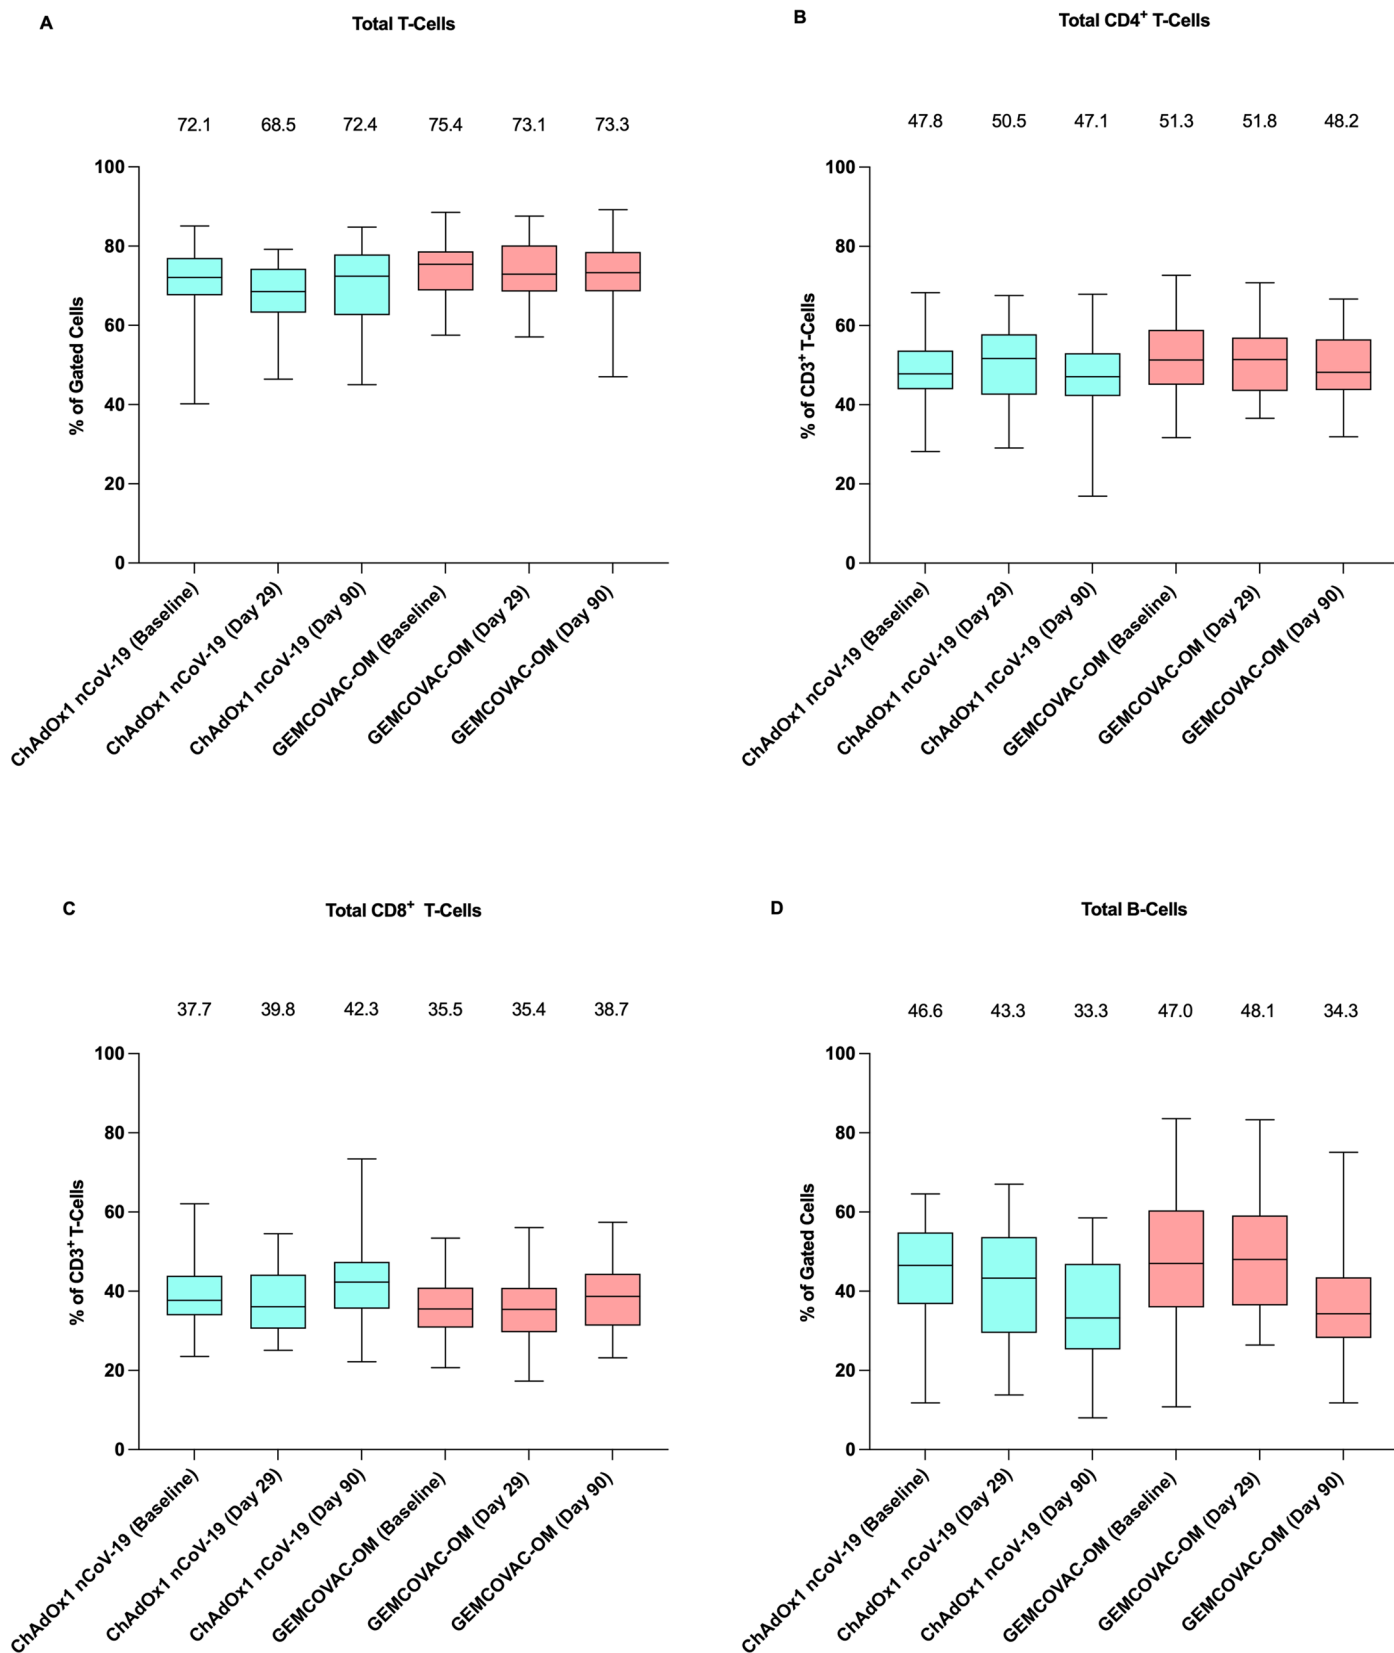 A
Total T-Cells
72.1 68.5 72.4 75.4 73.1 73.3
100
80
60
40
20
0
% of Gated Cells
ChAdOx1 nCoV-19 (Baseline)
ChAdOx1 nCoV-19 (Day 29)
ChAdOx1 nCoV-19 (Day 90)
GEMCOVAC-OM (Baseline)
GEMCOVAC-OM (Day 29)
GEMCOVAC-OM (Day 90)
B
Total CD4⁺ T-Cells
47.8 50.5 47.1 51.3 51.8 48.2
100
80
60
40
20
0
% of CD3⁺ T-Cells
ChAdOx1 nCoV-19 (Baseline)
ChAdOx1 nCoV-19 (Day 29)
ChAdOx1 nCoV-19 (Day 90)
GEMCOVAC-OM (Baseline)
GEMCOVAC-OM (Day 29)
GEMCOVAC-OM (Day 90)
C
Total CD8⁺ T-Cells
37.7 39.8 42.3 35.5 35.4 38.7
100
80
60
40
20
0
% of CD3⁺ T-Cells
ChAdOx1 nCoV-19 (Baseline)
ChAdOx1 nCoV-19 (Day 29)
ChAdOx1 nCoV-19 (Day 90)
GEMCOVAC-OM (Baseline)
GEMCOVAC-OM (Day 29)
GEMCOVAC-OM (Day 90)
D
Total B-Cells
46.6 43.3 33.3 47.0 48.1 34.3
100
80
60
40
20
0
% of Gated Cells
ChAdOx1 nCoV-19 (Baseline)
ChAdOx1 nCoV-19 (Day 29)
ChAdOx1 nCoV-19 (Day 90)
GEMCOVAC-OM (Baseline)
GEMCOVAC-OM (Day 29)
GEMCOVAC-OM (Day 90)